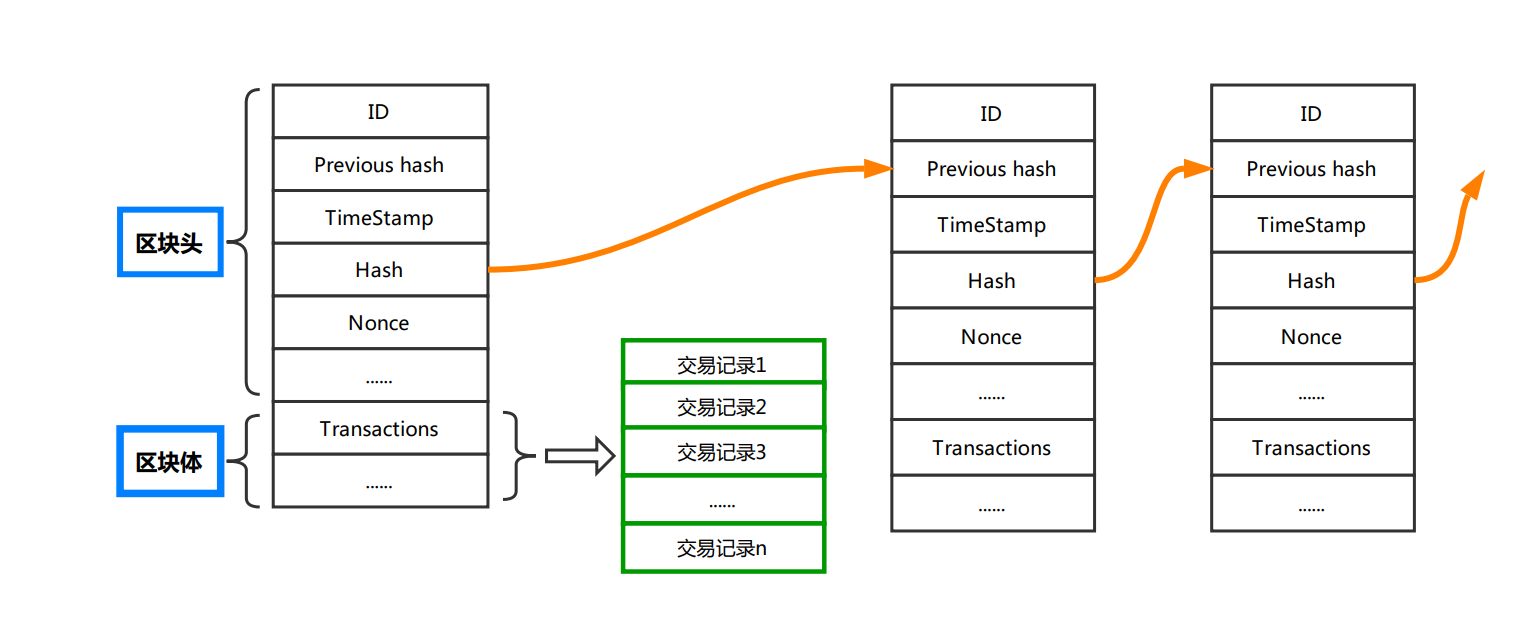 区块头
ID
Previous hash
TimeStamp
Hash
Nonce
......
区块体
Transactions
......
交易记录1
交易记录2
交易记录3
......
交易记录n
ID
Previous hash
TimeStamp
Hash
Nonce
......
Transactions
......
ID
Previous hash
TimeStamp
Hash
Nonce
......
Transactions
......